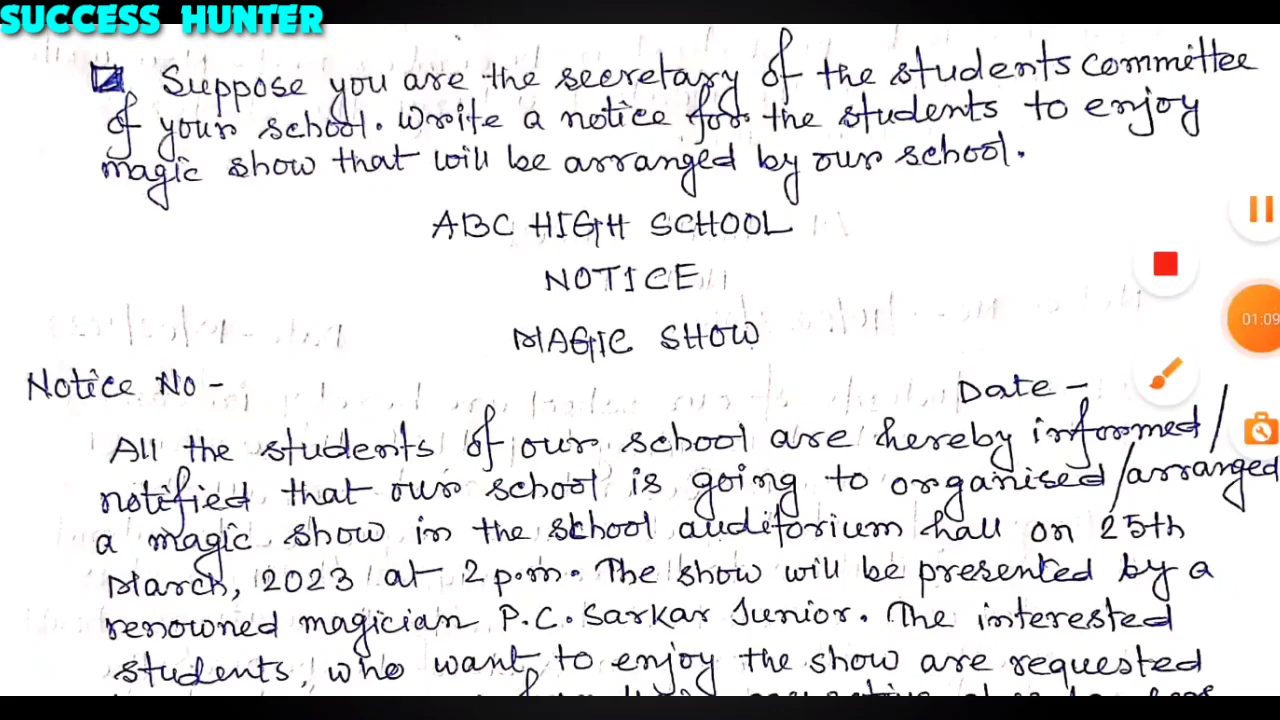 SUCCESS HUNTER
Suppose you are the secretary of the students committee
of your school. Write a notice for the students to enjoy
magic show that will be arranged by our school.
ABC HIGH SCHOOL
NOTICE
MAGIC SHOW
Notice No -
Date -
All the students of our school are hereby informed/
notified that our school is going to organised/arranged
a magic show in the school auditorium hall on 25th
March, 2023 at 2 p.m. The show will be presented by a
renowned magician P.C. Sarkar Junior. The interested
students, who want to enjoy the show are requested
01:09